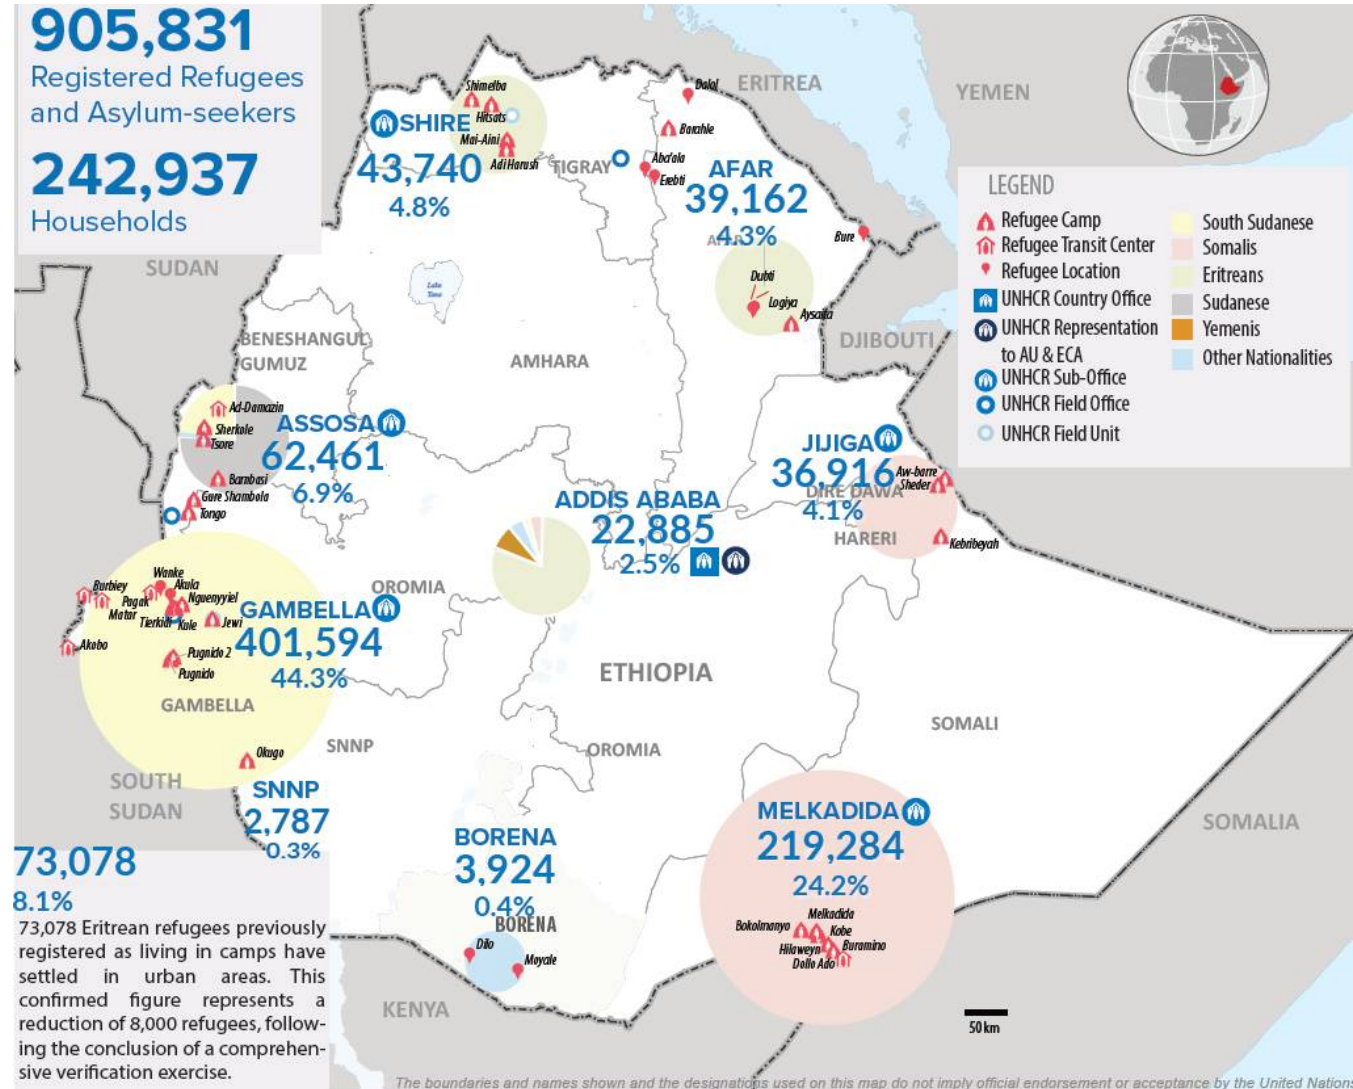 905,831
Registered Refugees
and Asylum-seekers
242,937
Households
ERITREA
YEMEN
SUDAN
DJIBOUTI
SOUTH
SUDAN
KENYA
SOMALIA
ETHIOPIA
Shimelba
Hitsats
SHIRE
Mai-Aini
Adi Harush
43,740
4.8%
TIGRAY
Dalol
Barahle
Aba'ala
Erebti
AFAR
39,162
4.3%
Bure
Dubti
Logiya
Aysaita
Lake
Tana
BENESHANGUL
GUMUZ
AMHARA
Ad-Damazin
Sherkole
Tsore
ASSOSA
62,461
6.9%
Bambasi
Gure Shambola
Tongo
ADDIS ABABA
22,885
2.5%
JIJIGA
36,916
4.1%
Aw-barre
Sheder
DIRE DAWA
HARERI
Kebribeyah
Wanke
Burbiey
Akula
Pagak
Nguenyyiel
Matar
Tierkidi
Kule
Jewi
Akobo
Pugnido 2
Pugnido
OROMIA
GAMBELLA
401,594
44.3%
GAMBELLA
Okugo
SNNP
SNNP
2,787
0.3%
OROMIA
SOMALI
BORENA
3,924
0.4%
BORENA
Dilo
Moyale
MELKADIDA
219,284
24.2%
Melkadida
Bokolmanyo
Kobe
Hilaweyn
Buramino
Dollo Ado
50 km
LEGEND
Refugee Camp
Refugee Transit Center
Refugee Location
UNHCR Country Office
UNHCR Representation
to AU & ECA
UNHCR Sub-Office
UNHCR Field Office
UNHCR Field Unit
South Sudanese
Somalis
Eritreans
Sudanese
Yemenis
Other Nationalities
73,078
8.1%
73,078 Eritrean refugees previously
registered as living in camps have
settled in urban areas. This
confirmed figure represents a
reduction of 8,000 refugees, follow-
ing the conclusion of a comprehen-
sive verification exercise.
The boundaries and names shown and the designations used on this map do not imply official endorsement or acceptance by the United Nations